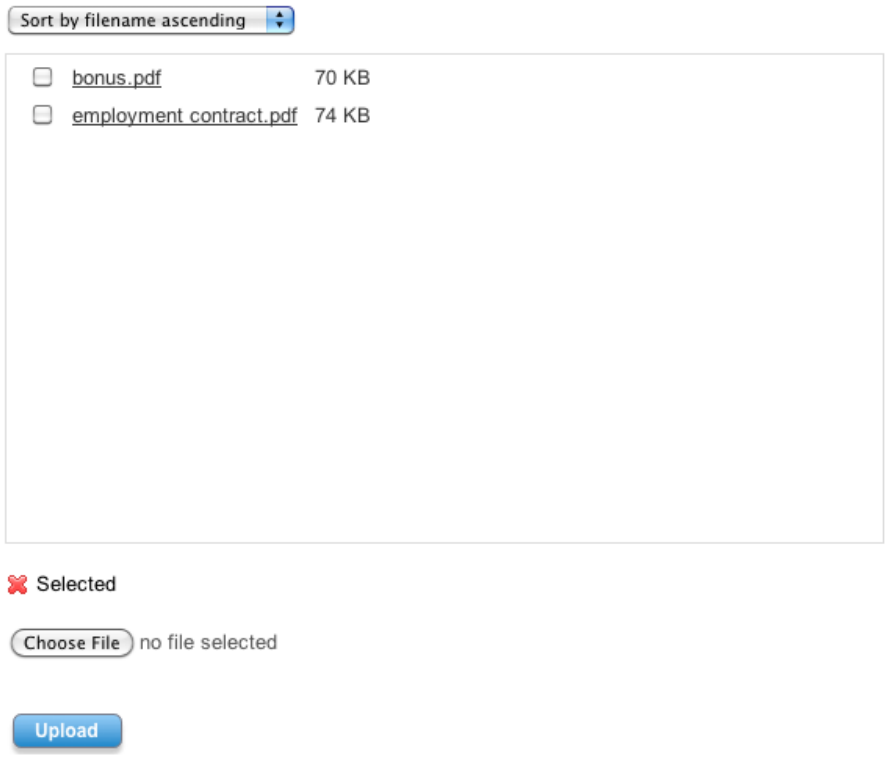 Sort by filename ascending
bonus.pdf 70 KB
employment contract.pdf 74 KB
Selected
Choose File no file selected
Upload